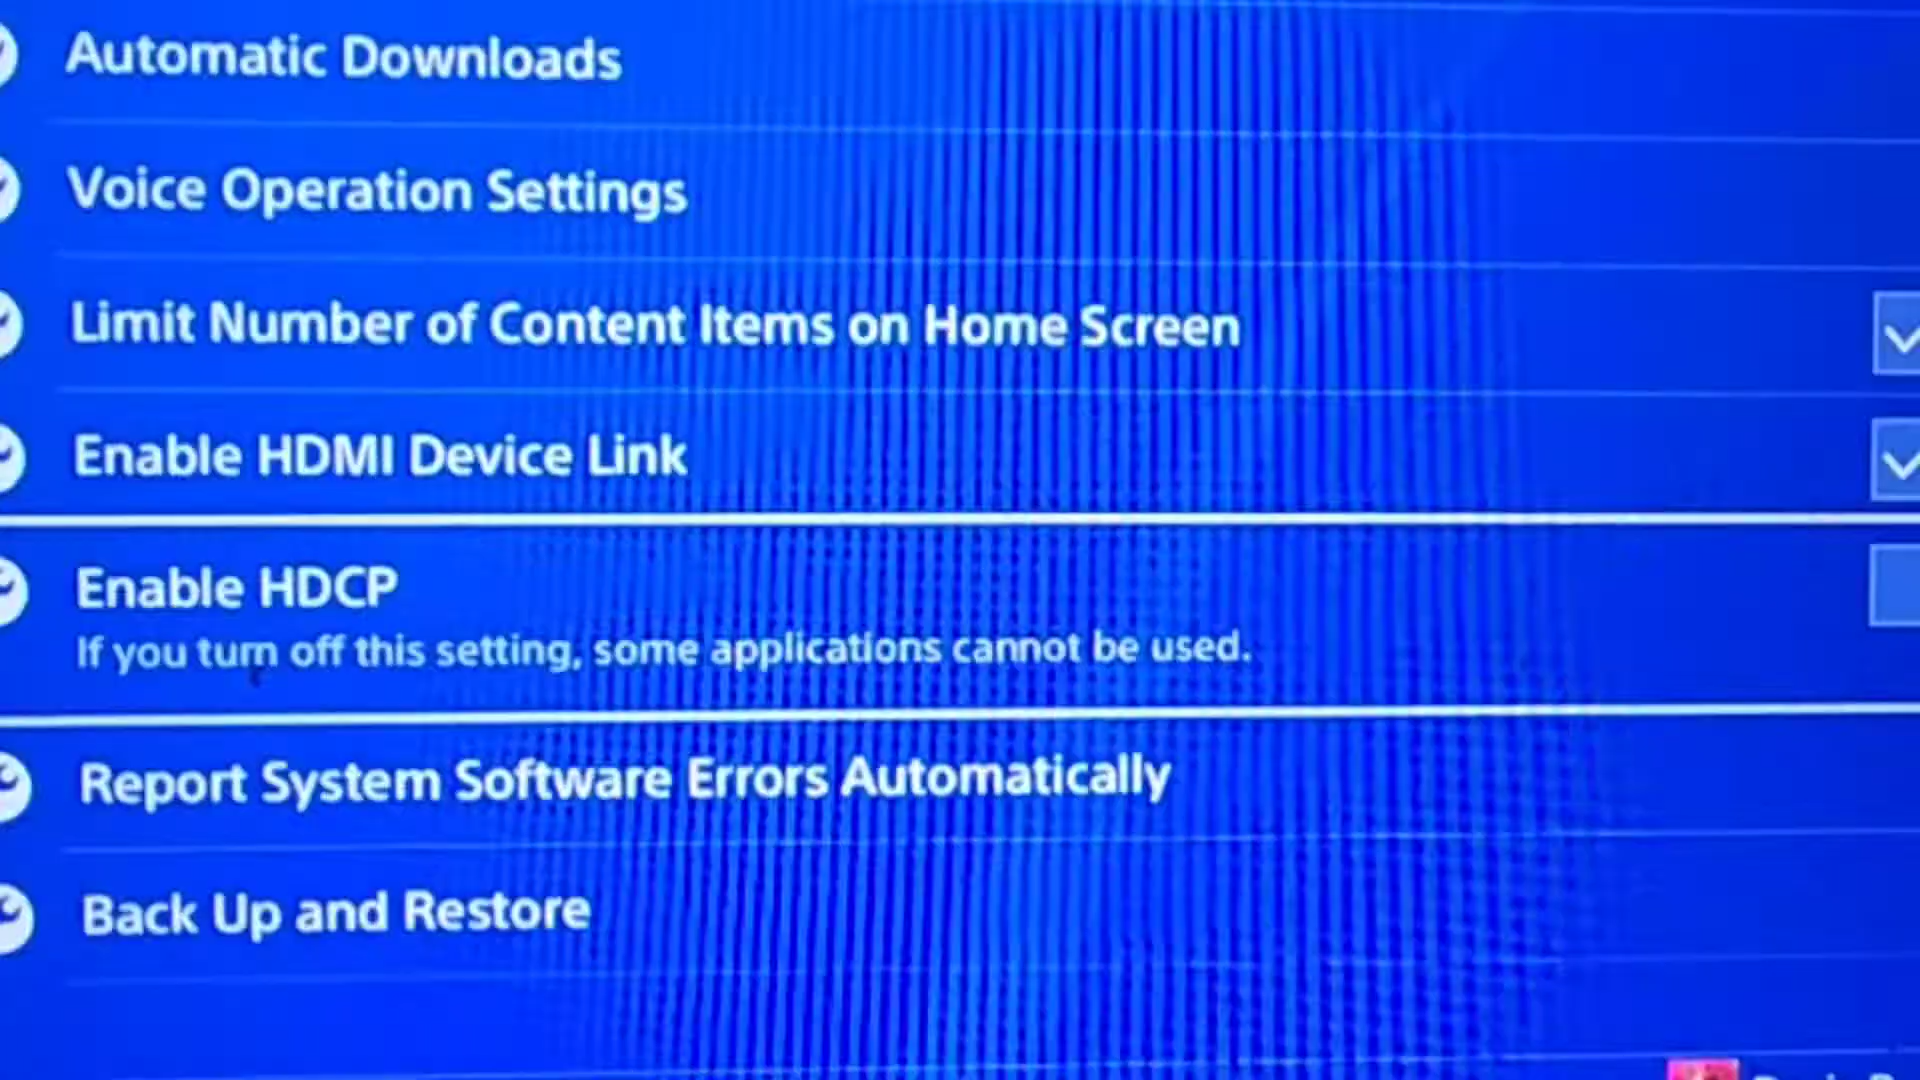 Automatic Downloads
Voice Operation Settings
Limit Number of Content Items on Home Screen
Enable HDMI Device Link
Enable HDCP
If you turn off this setting, some applications cannot be used.
Report System Software Errors Automatically
Back Up and Restore